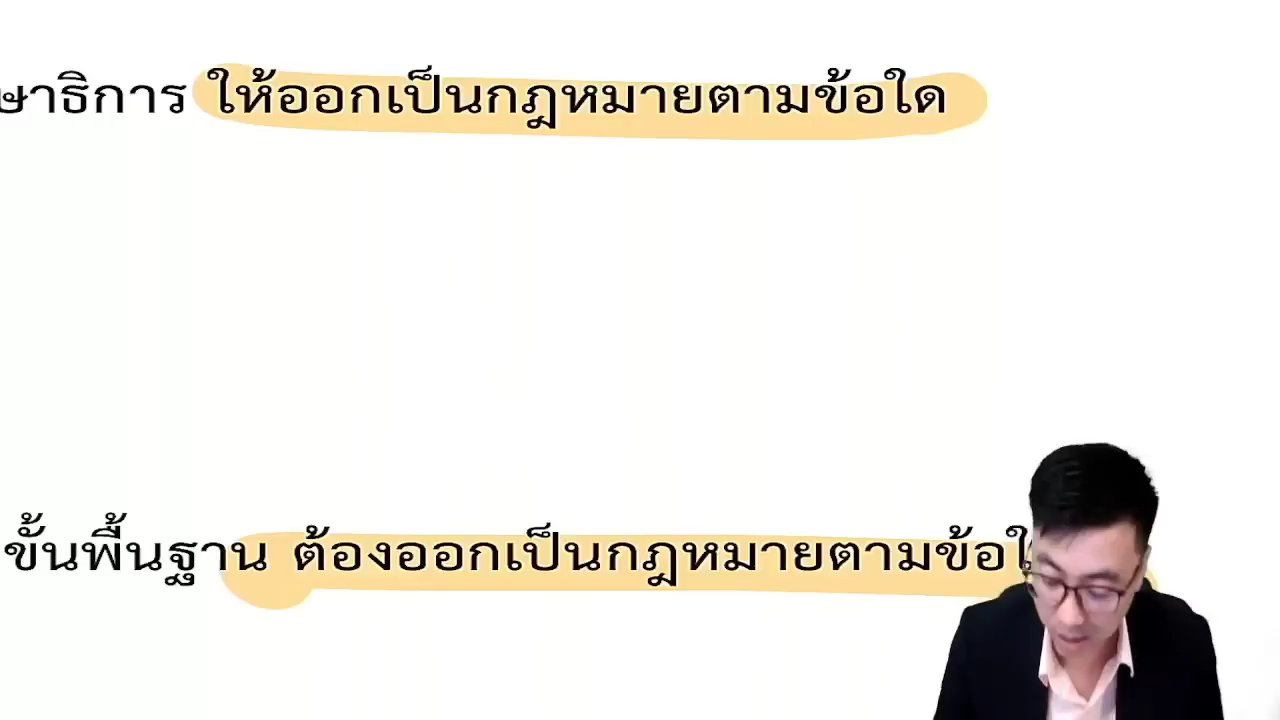 ษาธิการ ให้ออกเป็นกฎหมายตามข้อใด
ขั้นพื้นฐาน ต้องออกเป็นกฎหมายตามข้อ